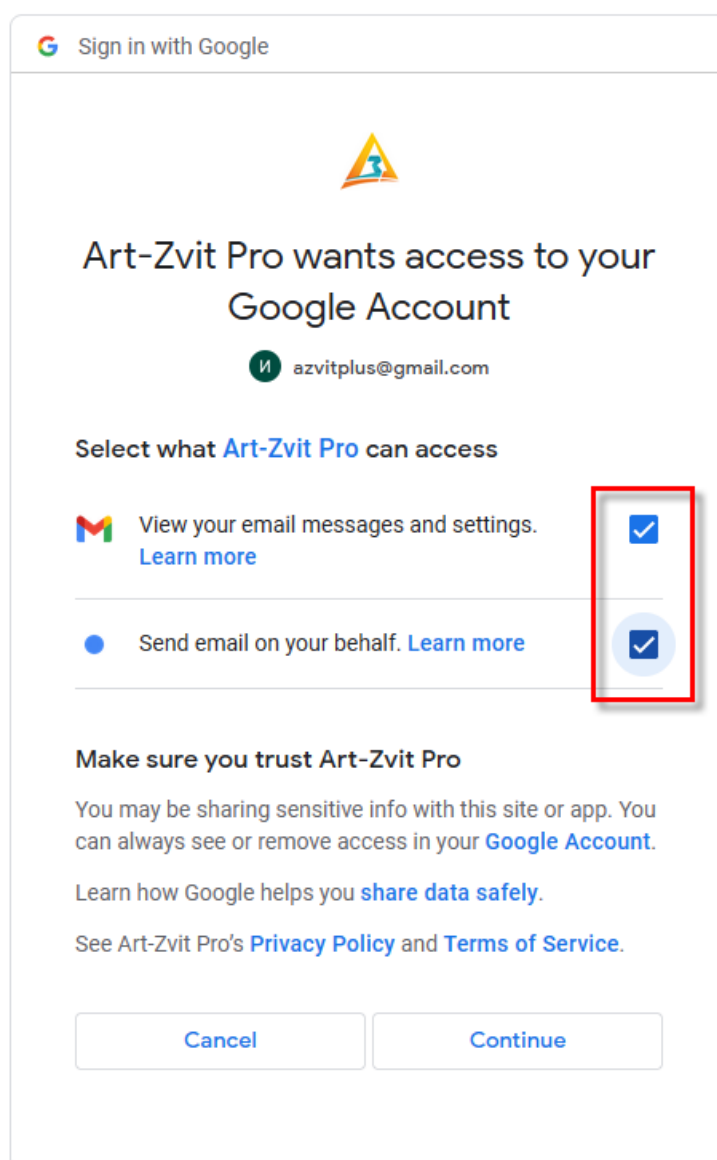 Sign in with Google
Art-Zvit Pro wants access to your
Google Account
И azvitplus@gmail.com
Select what Art-Zvit Pro can access
View your email messages and settings.
Learn more
Send email on your behalf. Learn more
Make sure you trust Art-Zvit Pro
You may be sharing sensitive info with this site or app. You
can always see or remove access in your Google Account.
Learn how Google helps you share data safely.
See Art-Zvit Pro's Privacy Policy and Terms of Service.
Cancel Continue